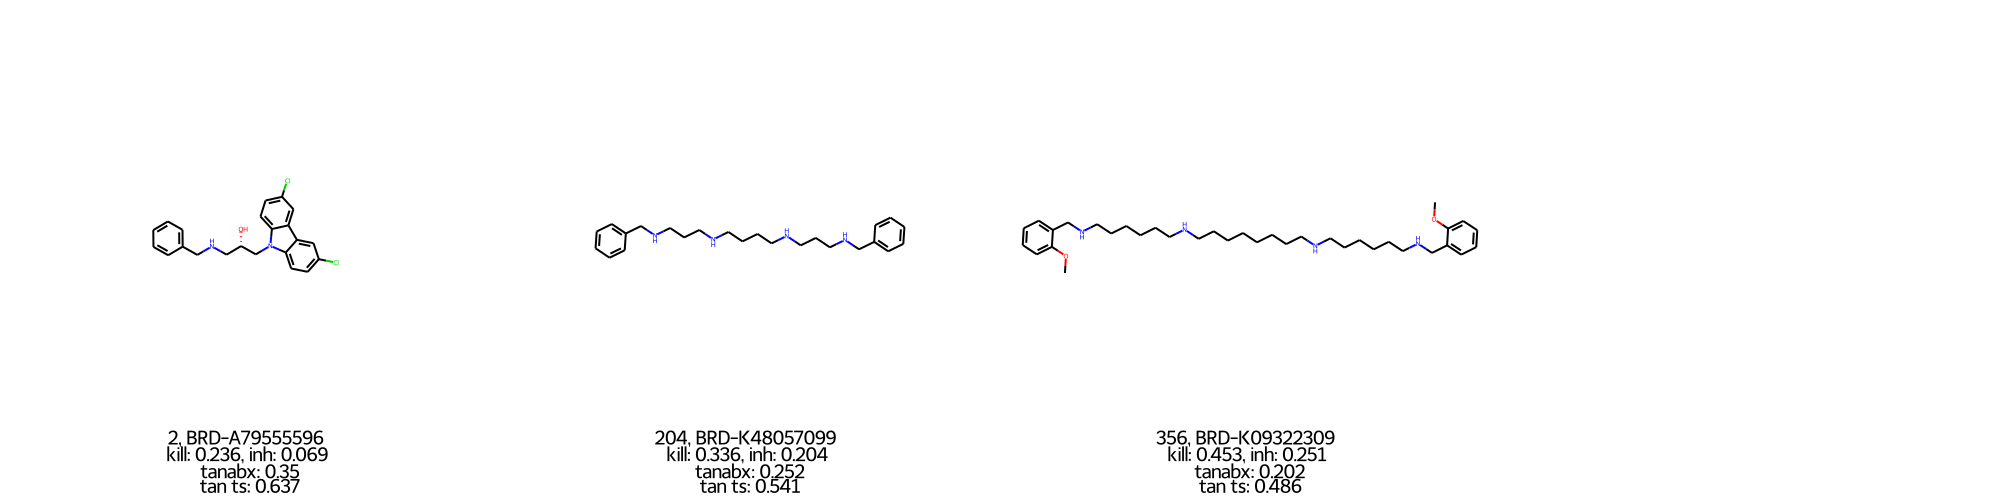 Cl
OH
H
N
N
Cl
N
H
N
H
H
N
H
N
O
N
H
H
N
N
H
H
N
O
2, BRD-A79555596
kill: 0.236, inh: 0.069
tanabx: 0.35
tan ts: 0.637
204, BRD-K48057099
kill: 0.336, inh: 0.204
tanabx: 0.252
tan ts: 0.541
356, BRD-K09322309
kill: 0.453, inh: 0.251
tanabx: 0.202
tan ts: 0.486